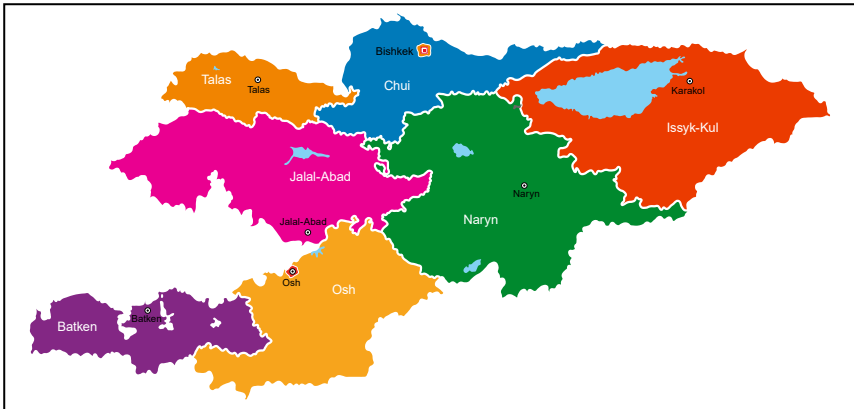 Bishkek
Talas
Talas
Chui
Karakol
Issyk-Kul
Jalal-Abad
Naryn
Jalal-Abad
Naryn
Osh
Osh
Batken
Batken